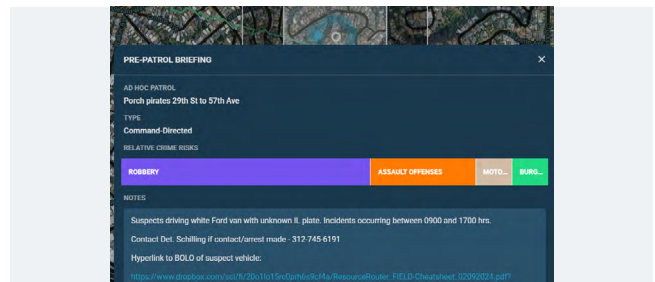 PRE-PATROL BRIEFING
AD HOC PATROL
Porch pirates 29th St to 57th Ave
TYPE
Command-Directed
RELATIVE CRIME RISKS
ROBBERY ASSAULT OFFENSES MOTO... BURG...
NOTES
Suspects driving white Ford van with unknown IL plate. Incidents occurring between 0900 and 1700 hrs.
Contact Det. Schilling if contact/arrest made - 312-745-6191
Hyperlink to BOLO of suspect vehicle: